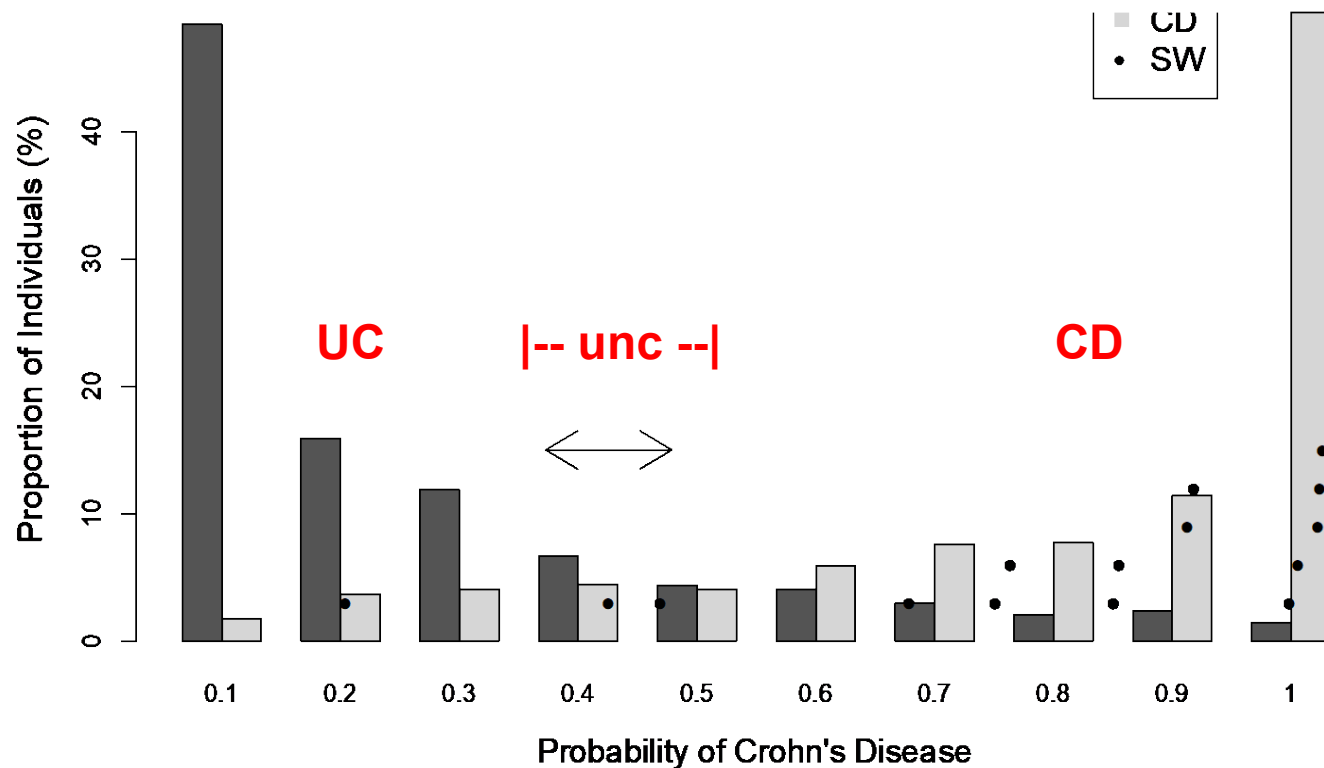 CD
SW
Proportion of Individuals (%)
40
30
20
10
0
UC |-- unc --| CD
0.1 0.2 0.3 0.4 0.5 0.6 0.7 0.8 0.9 1
Probability of Crohn's Disease